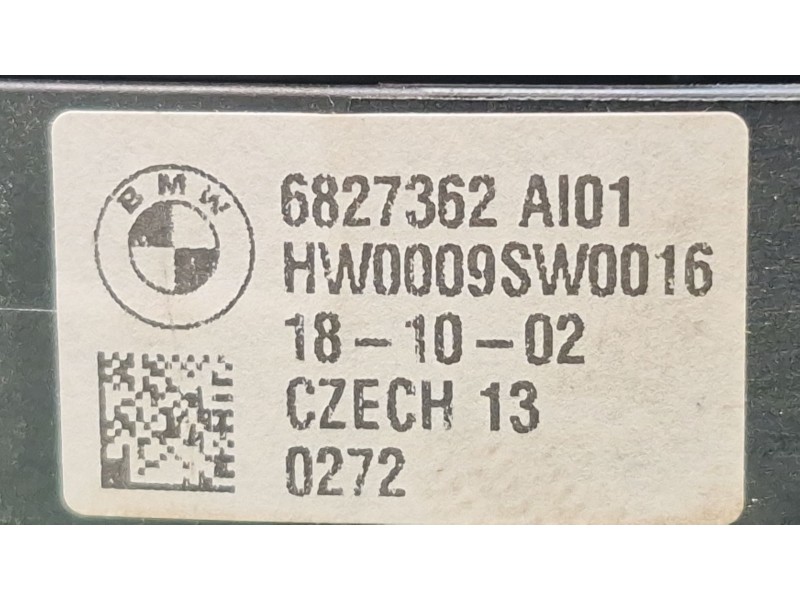 BMW
6827362 AI01
HW0009SW0016
18-10-02
CZECH 13
0272